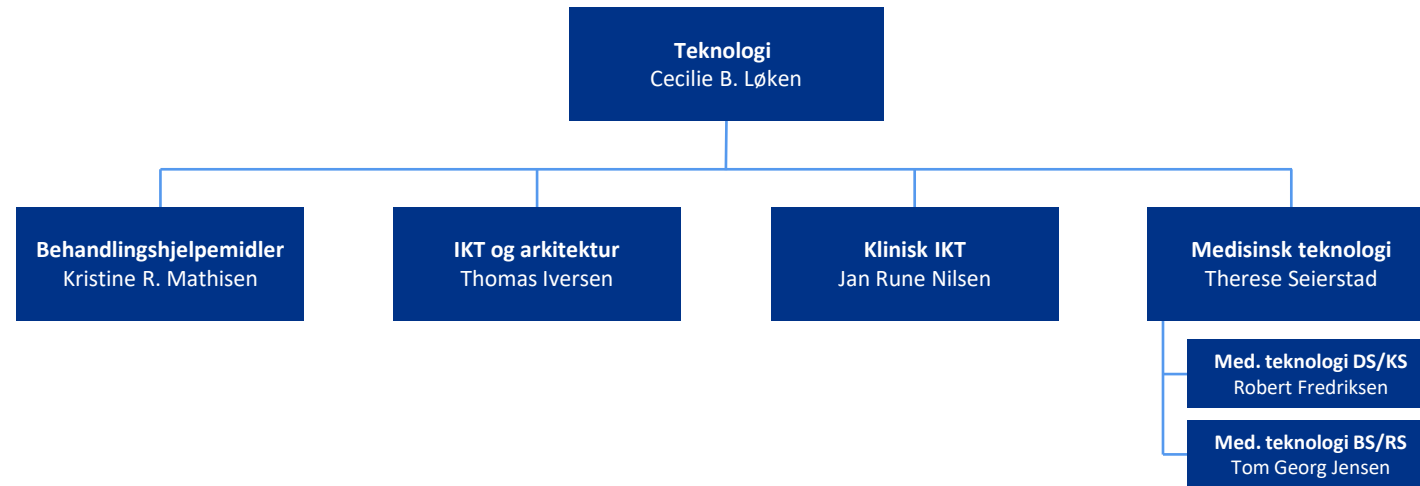 Teknologi
Cecilie B. Løken
Behandlingshjelpemidler
Kristine R. Mathisen
IKT og arkitektur
Thomas Iversen
Klinisk IKT
Jan Rune Nilsen
Medisinsk teknologi
Therese Seierstad
Med. teknologi DS/KS
Robert Fredriksen
Med. teknologi BS/RS
Tom Georg Jensen